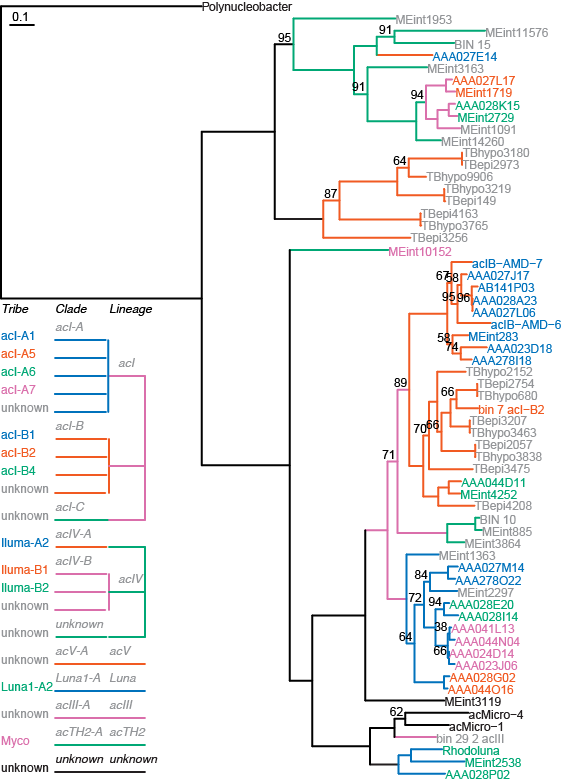 Polynucleobacter
0.1
MEint1953
95
91
MEint11576
BIN 15
AAA027E14
MEint3163
91
AAA027L17
94
MEint1719
AAA028K15
MEint2729
MEint1091
MEint14260
TBhypo3180
64
TBepi2973
TBhypo9906
87
TBhypo3219
TBepi149
TBepi4163
TBhypo3765
TBepi3256
MEint10152
acIB−AMD−7
67
58
AAA027J17
AB141P03
95
96
AAA028A23
AAA027L06
acIB−AMD−6
58
MEint283
74
AAA023D18
AAA278I18
TBhypo2152
89
66
TBepi2754
TBhypo680
bin 7 acI−B2
70
66
TBepi3207
TBhypo3463
TBepi2057
TBhypo3838
71
TBepi3475
AAA044D11
MEint4252
TBepi4208
BIN 10
MEint885
MEint3864
MEint1363
84
AAA027M14
AAA278O22
MEint2297
72
94
AAA028E20
AAA028I14
38
AAA041L13
64
AAA044N04
66
AAA024D14
AAA023J06
AAA028G02
AAA044O16
MEint3119
62
acMicro−4
acMicro−1
bin 29 2 acIII
Rhodoluna
MEint2538
AAA028P02
Tribe Clade Lineage
acI-A
acI-A1
acI-A5
acI
acI-A6
acI-A7
unknown
acI-B
acI-B1
acI-B2
acI-B4
unknown
acI-C
unknown
acIV-A
Iluma-A2
acIV-B
Iluma-B1
acIV
Iluma-B2
unknown
unknown
unknown
acV-A acV
unknown
Luna1-A Luna
Luna1-A2
acIII-A acIII
unknown
acTH2-A acTH2
Myco
unknown unknown
unknown